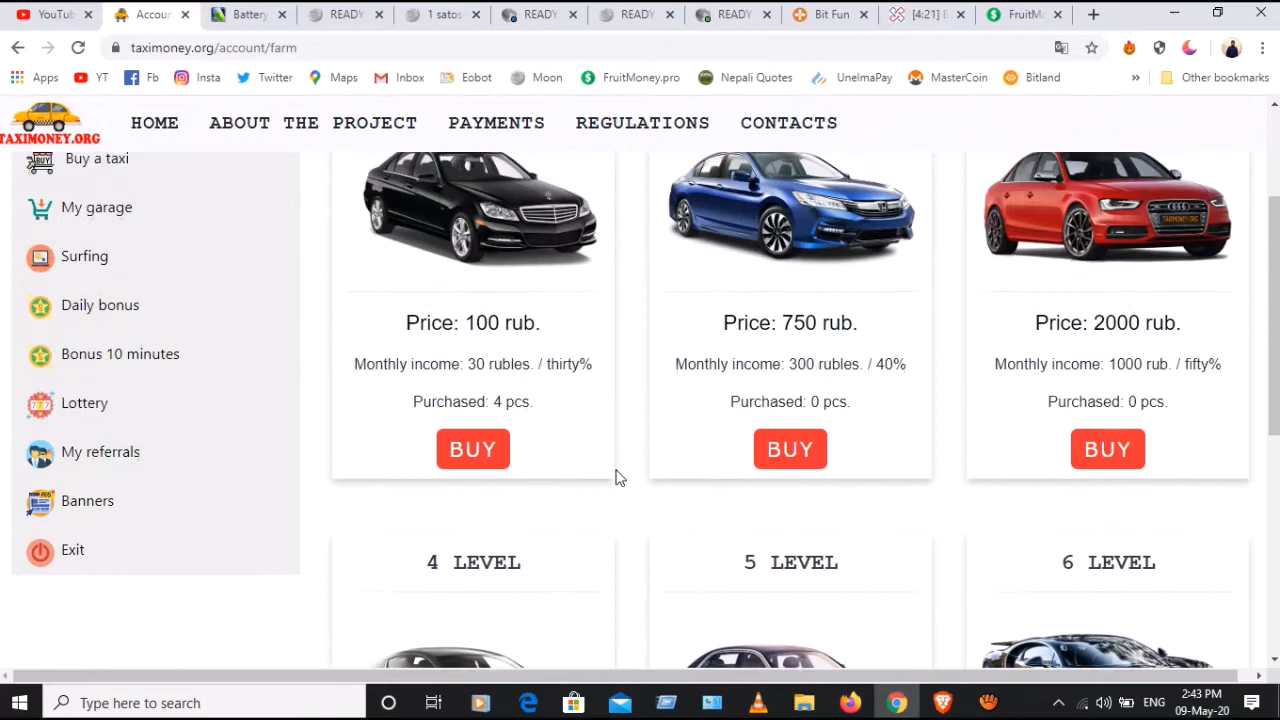 YouTub
Accour
Battery
READY
1 satos
READY
READY
READY
Bit Fun
[4:21] E
FruitMo
taximoney.org/account/farm
Apps
YT
Fb
Insta
Twitter
Maps
Inbox
Eobot
Moon
FruitMoney.pro
Nepali Quotes
UnelmaPay
MasterCoin
Bitland
»
Other bookmarks
TAXIMONEY.ORG
HOME
ABOUT THE PROJECT
PAYMENTS
REGULATIONS
CONTACTS
Buy a taxi
My garage
Surfing
Daily bonus
Bonus 10 minutes
Lottery
My referrals
Banners
Exit
TAXIMONEY.ORG
Price: 100 rub.
Monthly income: 30 rubles. / thirty%
Purchased: 4 pcs.
BUY
Price: 750 rub.
Monthly income: 300 rubles. / 40%
Purchased: 0 pcs.
BUY
Price: 2000 rub.
Monthly income: 1000 rub. / fifty%
Purchased: 0 pcs.
BUY
4 LEVEL
5 LEVEL
6 LEVEL
Type here to search
ENG
2:43 PM
09-May-20